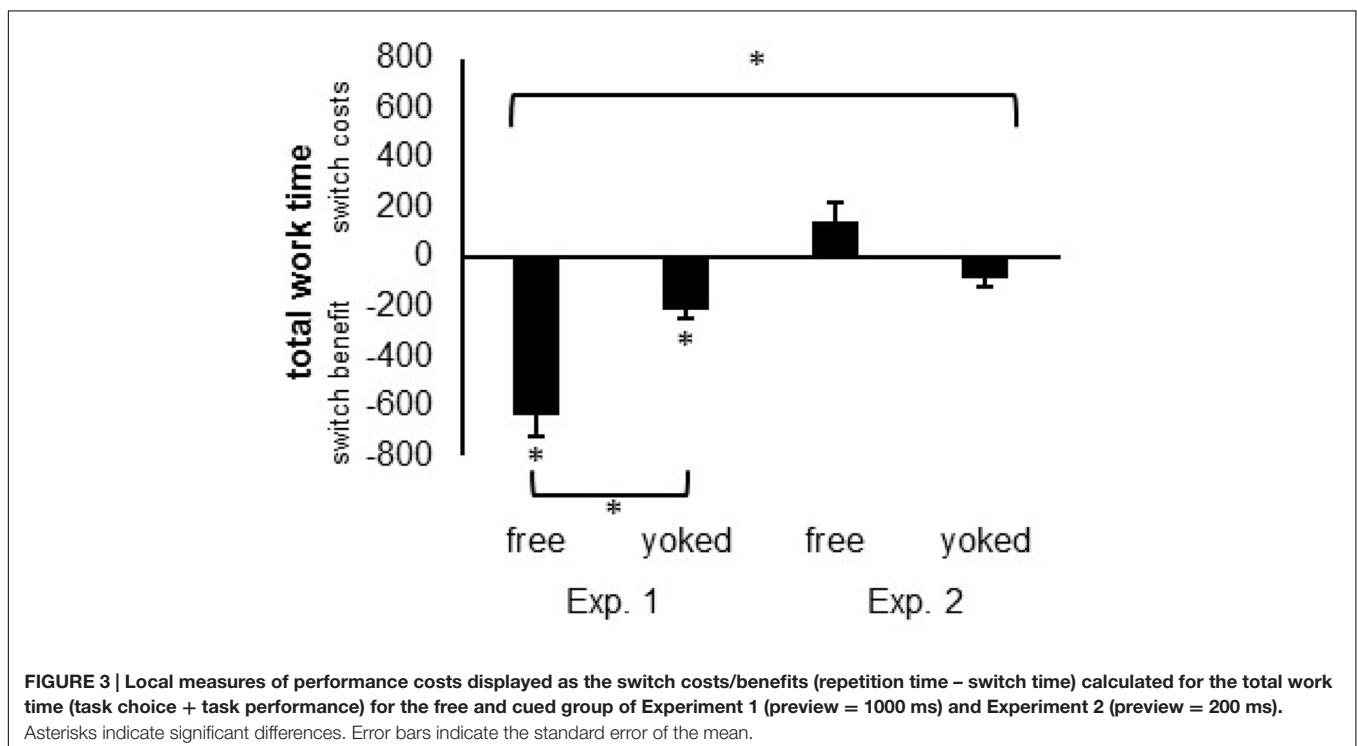 800
600
400
200
0
-200
-400
-600
-800
total work time
switch benefit switch costs
*
*
*
*
free yoked free yoked
Exp. 1 Exp. 2
FIGURE 3 | Local measures of performance costs displayed as the switch costs/benefits (repetition time – switch time) calculated for the total work
time (task choice + task performance) for the free and cued group of Experiment 1 (preview = 1000 ms) and Experiment 2 (preview = 200 ms).
Asterisks indicate significant differences. Error bars indicate the standard error of the mean.